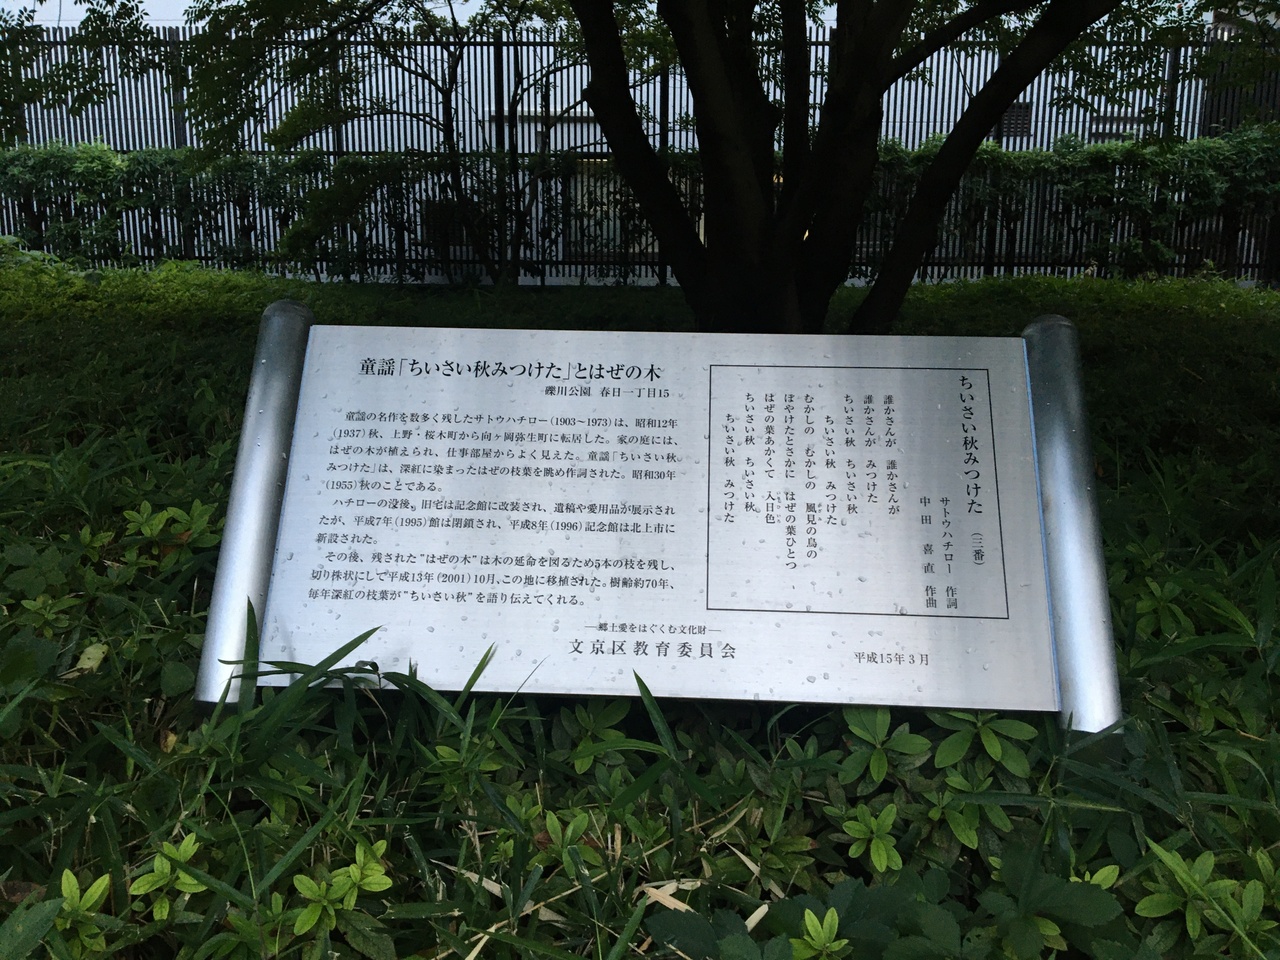 童謡「ちいさい秋みつけた」とはぜの木
礫川公園 春日一丁目15
童謡の名作を数多く残したサトウハチロー(1903～1973)は、昭和12年
(1937)秋、上野・桜木町から向ヶ岡弥生町に転居した。家の庭には、
はぜの木が植えられ、仕事部屋からよく見えた。童謡「ちいさい秋
みつけた」は、深紅に染まったはぜの枝葉を眺め作詞された。昭和30年
(1955)秋のことである。
ハチローの没後、旧宅は記念館に改装され、遺稿や愛用品が展示され
たが、平成7年(1995)館は閉鎖され、平成8年(1996)記念館は北上市に
新設された。
その後、残された"はぜの木"は木の延命を図るため5本の枝を残し、
切り株状にして平成13年(2001)10月、この地に移植された。樹齢約70年、
毎年深紅の枝葉が"ちいさい秋"を語り伝えてくれる。
ちいさい秋みつけた (三番)
サトウハチロー 作詞
中田 喜直 作曲
誰かさんが 誰かさんが
誰かさんが みつけた
ちいさい秋 ちいさい秋
ちいさい秋 みつけた
むかしの むかしの 風見の鳥の
ぼやけたとさかに はぜの葉ひとつ
はぜの葉あかくて 入日色
ちいさい秋 ちいさい秋
ちいさい秋 みつけた
―郷土愛をはぐくむ文化財―
文京区教育委員会
平成15年3月